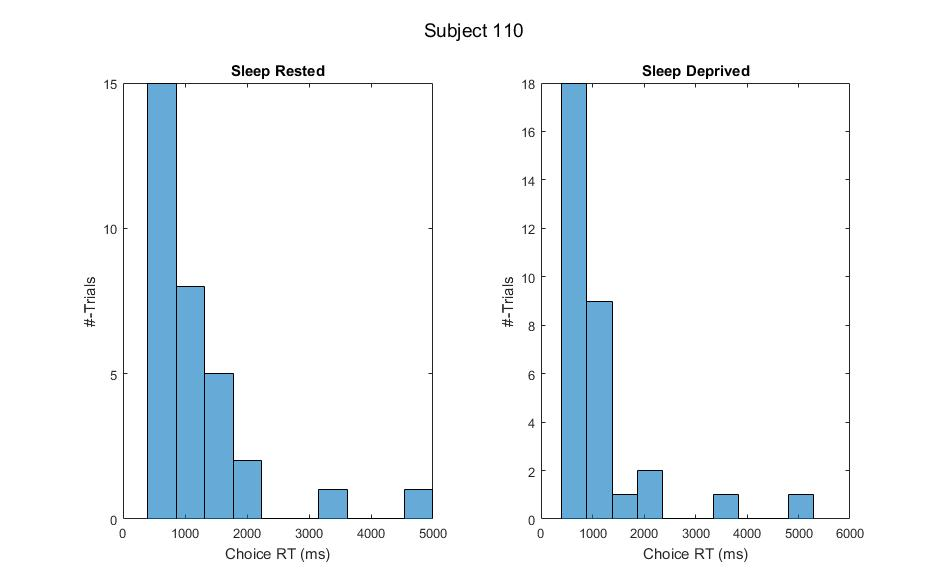 Subject 110
Sleep Rested
15
10
5
0
#-Trials
0 1000 2000 3000 4000 5000
Choice RT (ms)
Sleep Deprived
18
16
14
12
10
8
6
4
2
0
#-Trials
0 1000 2000 3000 4000 5000 6000
Choice RT (ms)